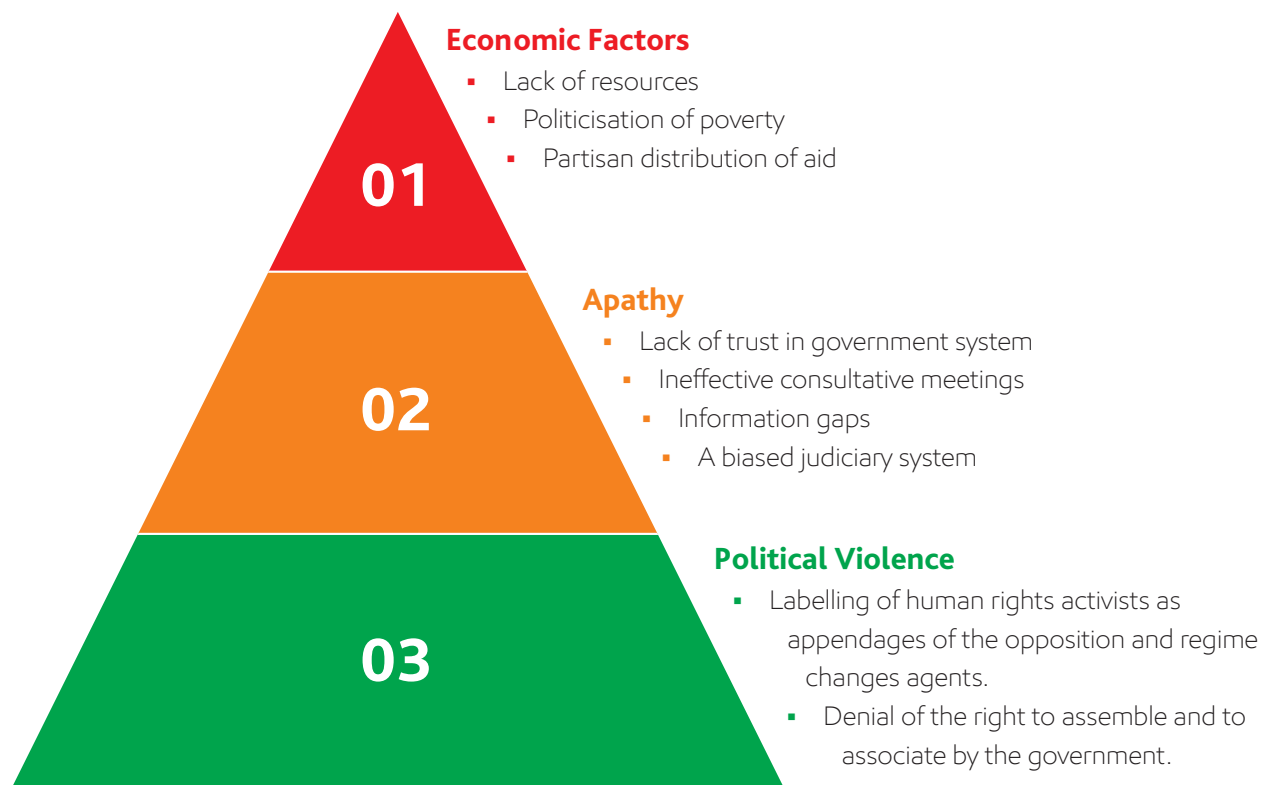 Economic Factors
▪ Lack of resources
▪ Politicisation of poverty
▪ Partisan distribution of aid
01
Apathy
▪ Lack of trust in government system
▪ Ineffective consultative meetings
▪ Information gaps
▪ A biased judiciary system
02
Political Violence
▪ Labelling of human rights activists as
appendages of the opposition and regime
changes agents.
▪ Denial of the right to assemble and to
associate by the government.
03